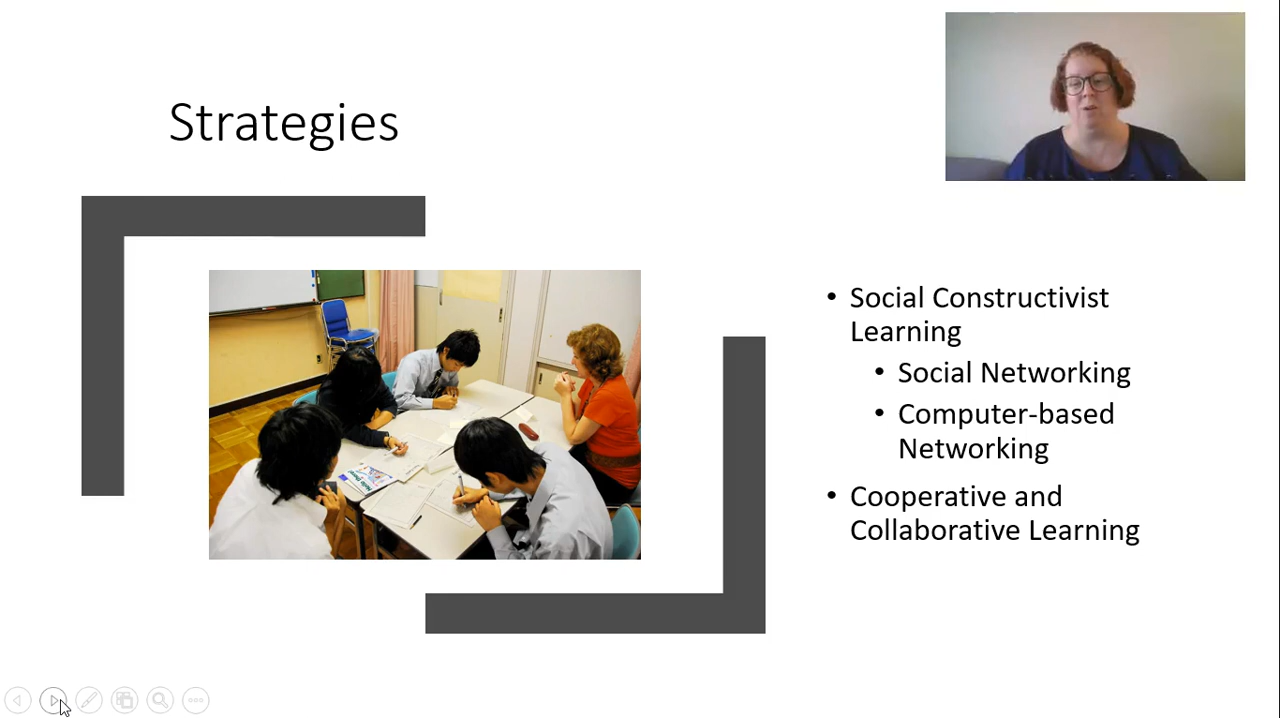 Strategies
• Social Constructivist
Learning
• Social Networking
• Computer-based
Networking
• Cooperative and
Collaborative Learning